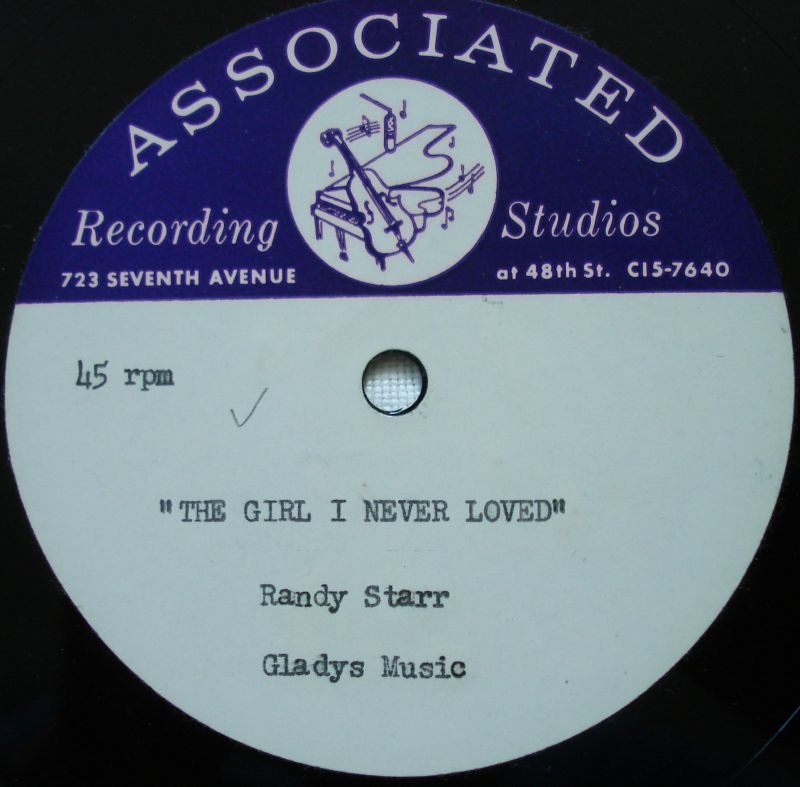 ASSOCIATED
Recording Studios
723 SEVENTH AVENUE at 48th St. CI5-7640
45 rpm
"THE GIRL I NEVER LOVED"
Randy Starr
Gladys Music